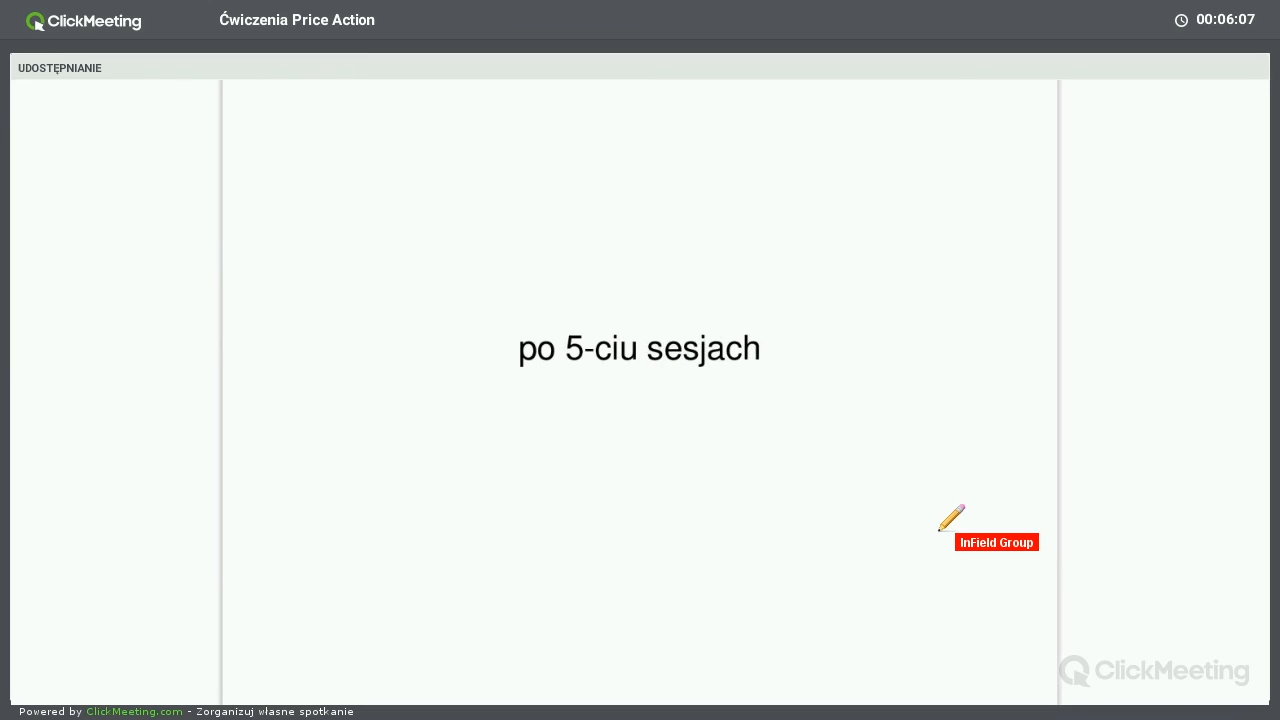 ClickMeeting
Ćwiczenia Price Action
00:06:07
UDOSTĘPNIANIE
po 5-ciu sesjach
InField Group
ClickMeeting
Powered by ClickMeeting.com - Zorganizuj własne spotkanie